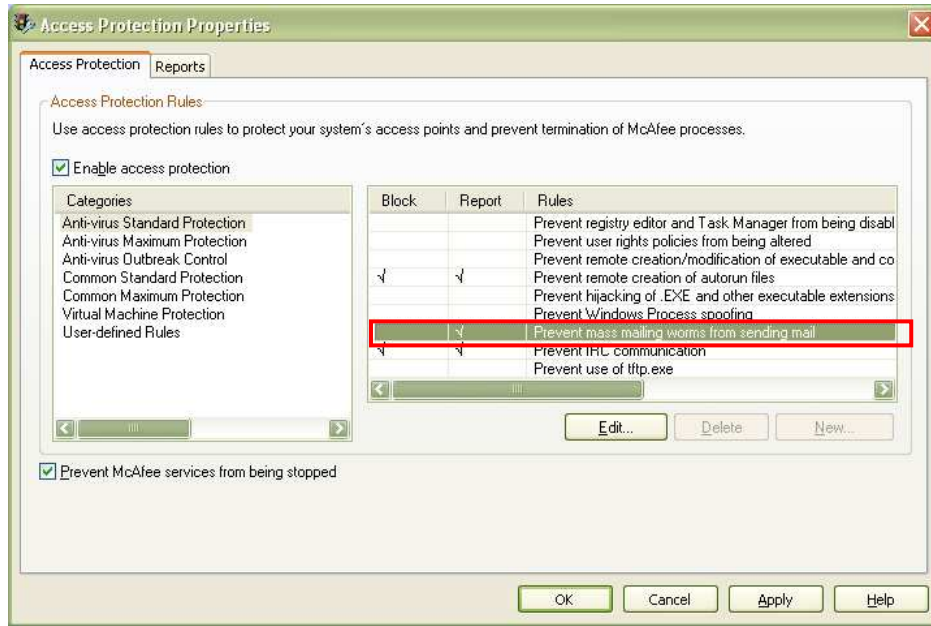 Access Protection Properties
Access Protection Reports
Access Protection Rules
Use access protection rules to protect your system´s access points and prevent termination of McAfee processes.
Enable access protection
Categories
Anti-virus Standard Protection
Anti-virus Maximum Protection
Anti-virus Outbreak Control
Common Standard Protection
Common Maximum Protection
Virtual Machine Protection
User-defined Rules
Block Report Rules
Prevent registry editor and Task Manager from being disabl
Prevent user rights policies from being altered
Prevent remote creation/modification of executable and co
Prevent remote creation of autorun files
Prevent hijacking of .EXE and other executable extensions
Prevent Windows Process spoofing
Prevent mass mailing worms from sending mail
Prevent IRC communication
Prevent use of tftp.exe
Edit... Delete New...
Prevent McAfee services from being stopped
OK Cancel Apply Help